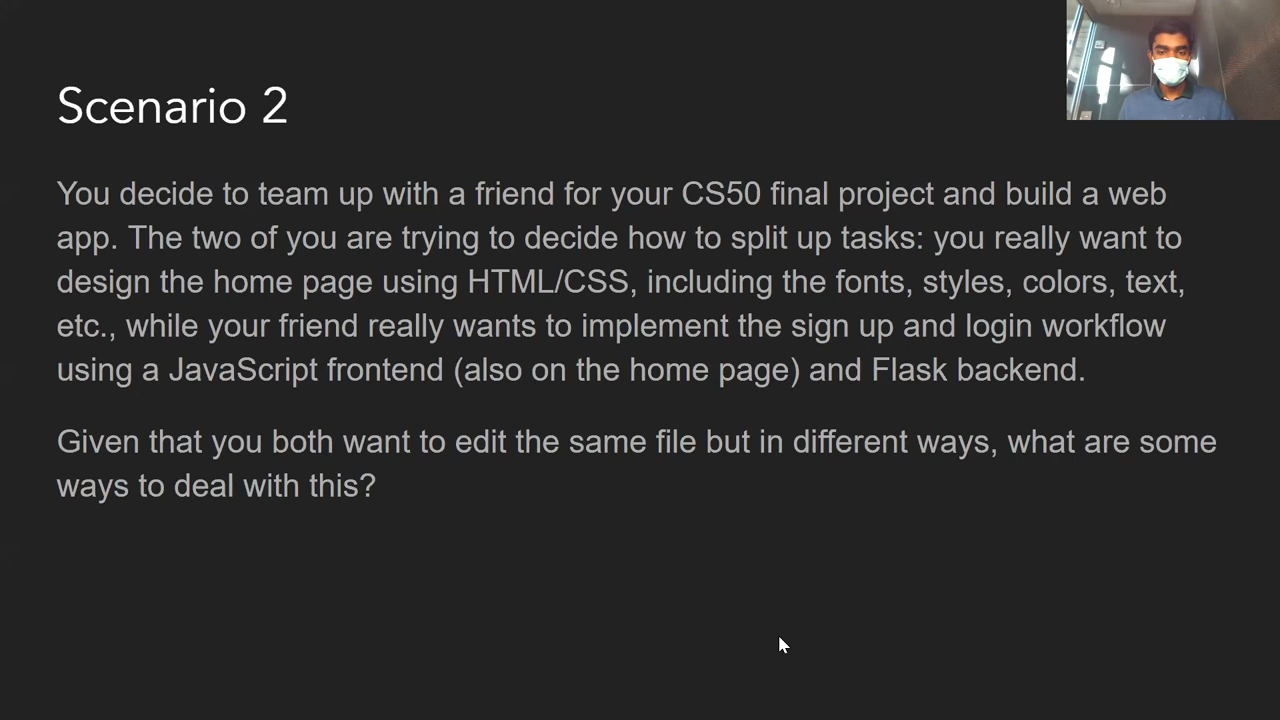 Scenario 2
You decide to team up with a friend for your CS50 final project and build a web
app. The two of you are trying to decide how to split up tasks: you really want to
design the home page using HTML/CSS, including the fonts, styles, colors, text,
etc., while your friend really wants to implement the sign up and login workflow
using a JavaScript frontend (also on the home page) and Flask backend.
Given that you both want to edit the same file but in different ways, what are some
ways to deal with this?